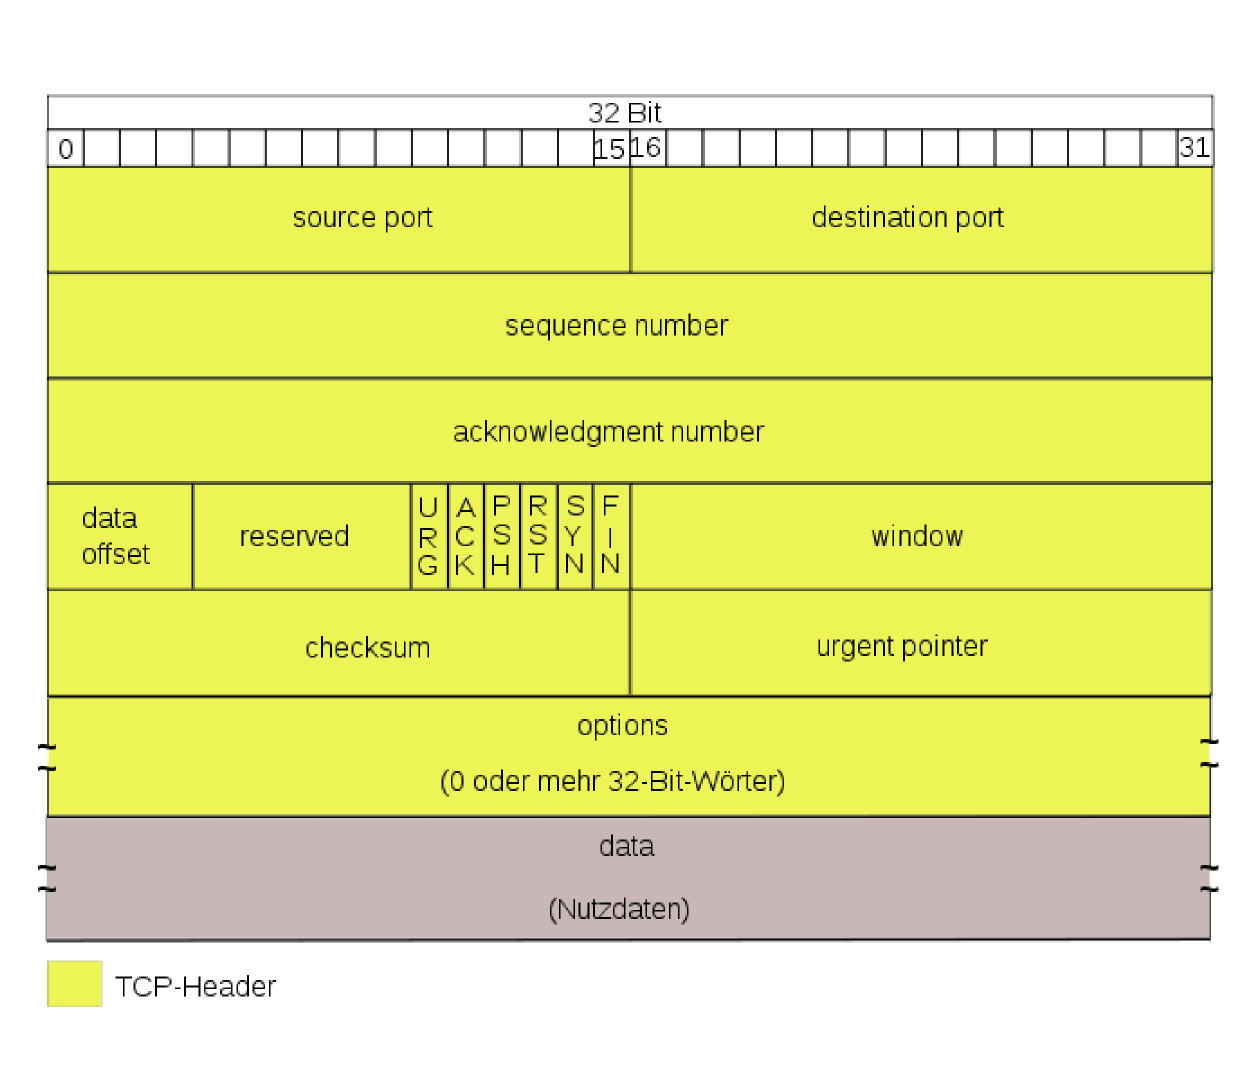 32 Bit
0 15 16 31
source port destination port
sequence number
acknowledgment number
data offset reserved URG ACK PSH RST SYN FIN window
checksum urgent pointer
options
(0 oder mehr 32-Bit-Wörter)
data
(Nutzdaten)
TCP-Header